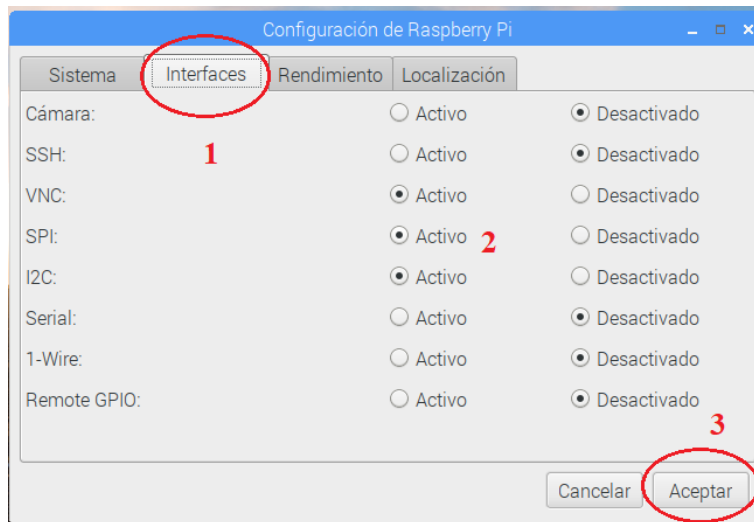 Configuración de Raspberry Pi
Sistema Interfaces Rendimiento Localización
Cámara: Activo Desactivado
1
SSH: Activo Desactivado
VNC: Activo Desactivado
SPI: Activo 2 Desactivado
I2C: Activo Desactivado
Serial: Activo Desactivado
1-Wire: Activo Desactivado
Remote GPIO: Activo Desactivado
3
Cancelar Aceptar